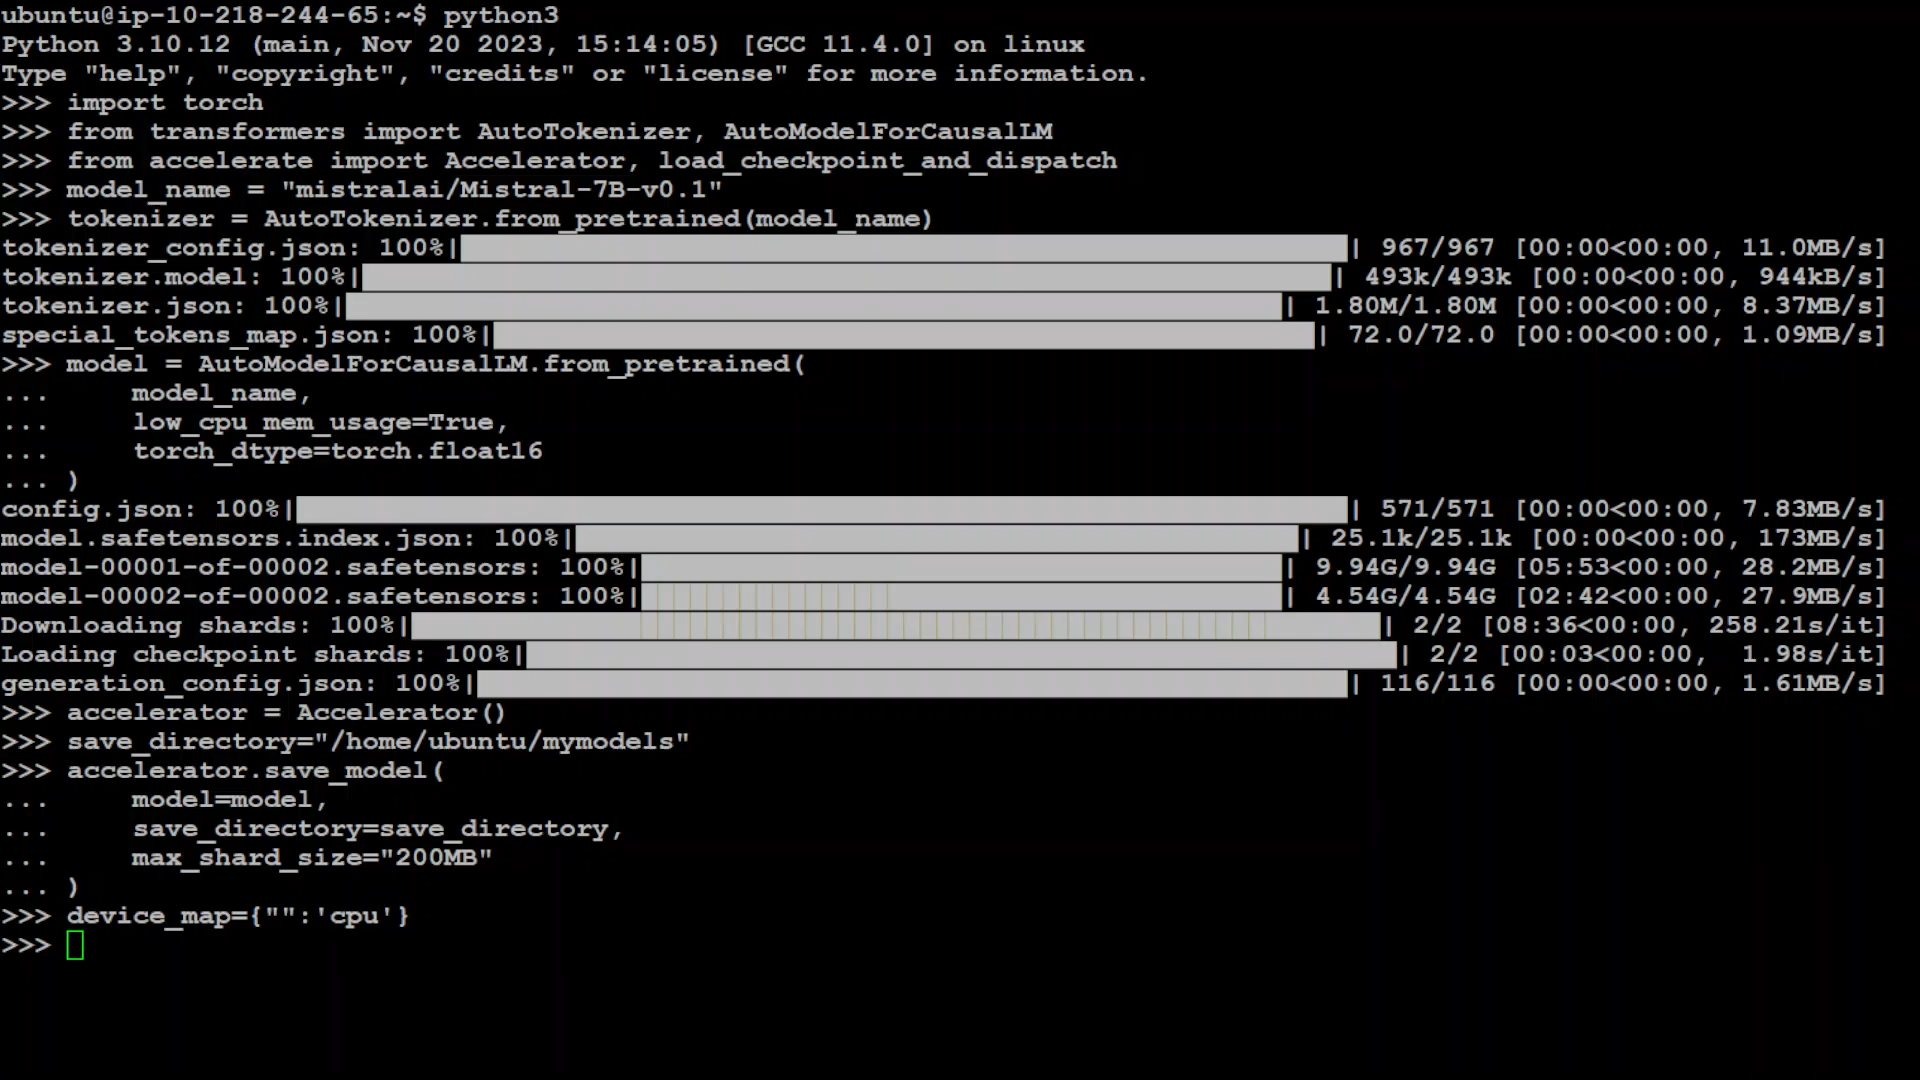 ubuntu@ip-10-218-244-65:~$ python3
Python 3.10.12 (main, Nov 20 2023, 15:14:05) [GCC 11.4.0] on linux
Type "help", "copyright", "credits" or "license" for more information.
>>> import torch
>>> from transformers import AutoTokenizer, AutoModelForCausalLM
>>> from accelerate import Accelerator, load_checkpoint_and_dispatch
>>> model_name = "mistralai/Mistral-7B-v0.1"
>>> tokenizer = AutoTokenizer.from_pretrained(model_name)
tokenizer_config.json: 100%| | 967/967 [00:00<00:00, 11.0MB/s]
tokenizer.model: 100%| | 493k/493k [00:00<00:00, 944kB/s]
tokenizer.json: 100%| | 1.80M/1.80M [00:00<00:00, 8.37MB/s]
special_tokens_map.json: 100%| | 72.0/72.0 [00:00<00:00, 1.09MB/s]
>>> model = AutoModelForCausalLM.from_pretrained(
...     model_name,
...     low_cpu_mem_usage=True,
...     torch_dtype=torch.float16
... )
config.json: 100%| | 571/571 [00:00<00:00, 7.83MB/s]
model.safetensors.index.json: 100%| | 25.1k/25.1k [00:00<00:00, 173MB/s]
model-00001-of-00002.safetensors: 100%| | 9.94G/9.94G [05:53<00:00, 28.2MB/s]
model-00002-of-00002.safetensors: 100%| | 4.54G/4.54G [02:42<00:00, 27.9MB/s]
Downloading shards: 100%| | 2/2 [08:36<00:00, 258.21s/it]
Loading checkpoint shards: 100%| | 2/2 [00:03<00:00,  1.98s/it]
generation_config.json: 100%| | 116/116 [00:00<00:00, 1.61MB/s]
>>> accelerator = Accelerator()
>>> save_directory="/home/ubuntu/mymodels"
>>> accelerator.save_model(
...     model=model,
...     save_directory=save_directory,
...     max_shard_size="200MB"
... )
>>> device_map={"":'cpu'}
>>>